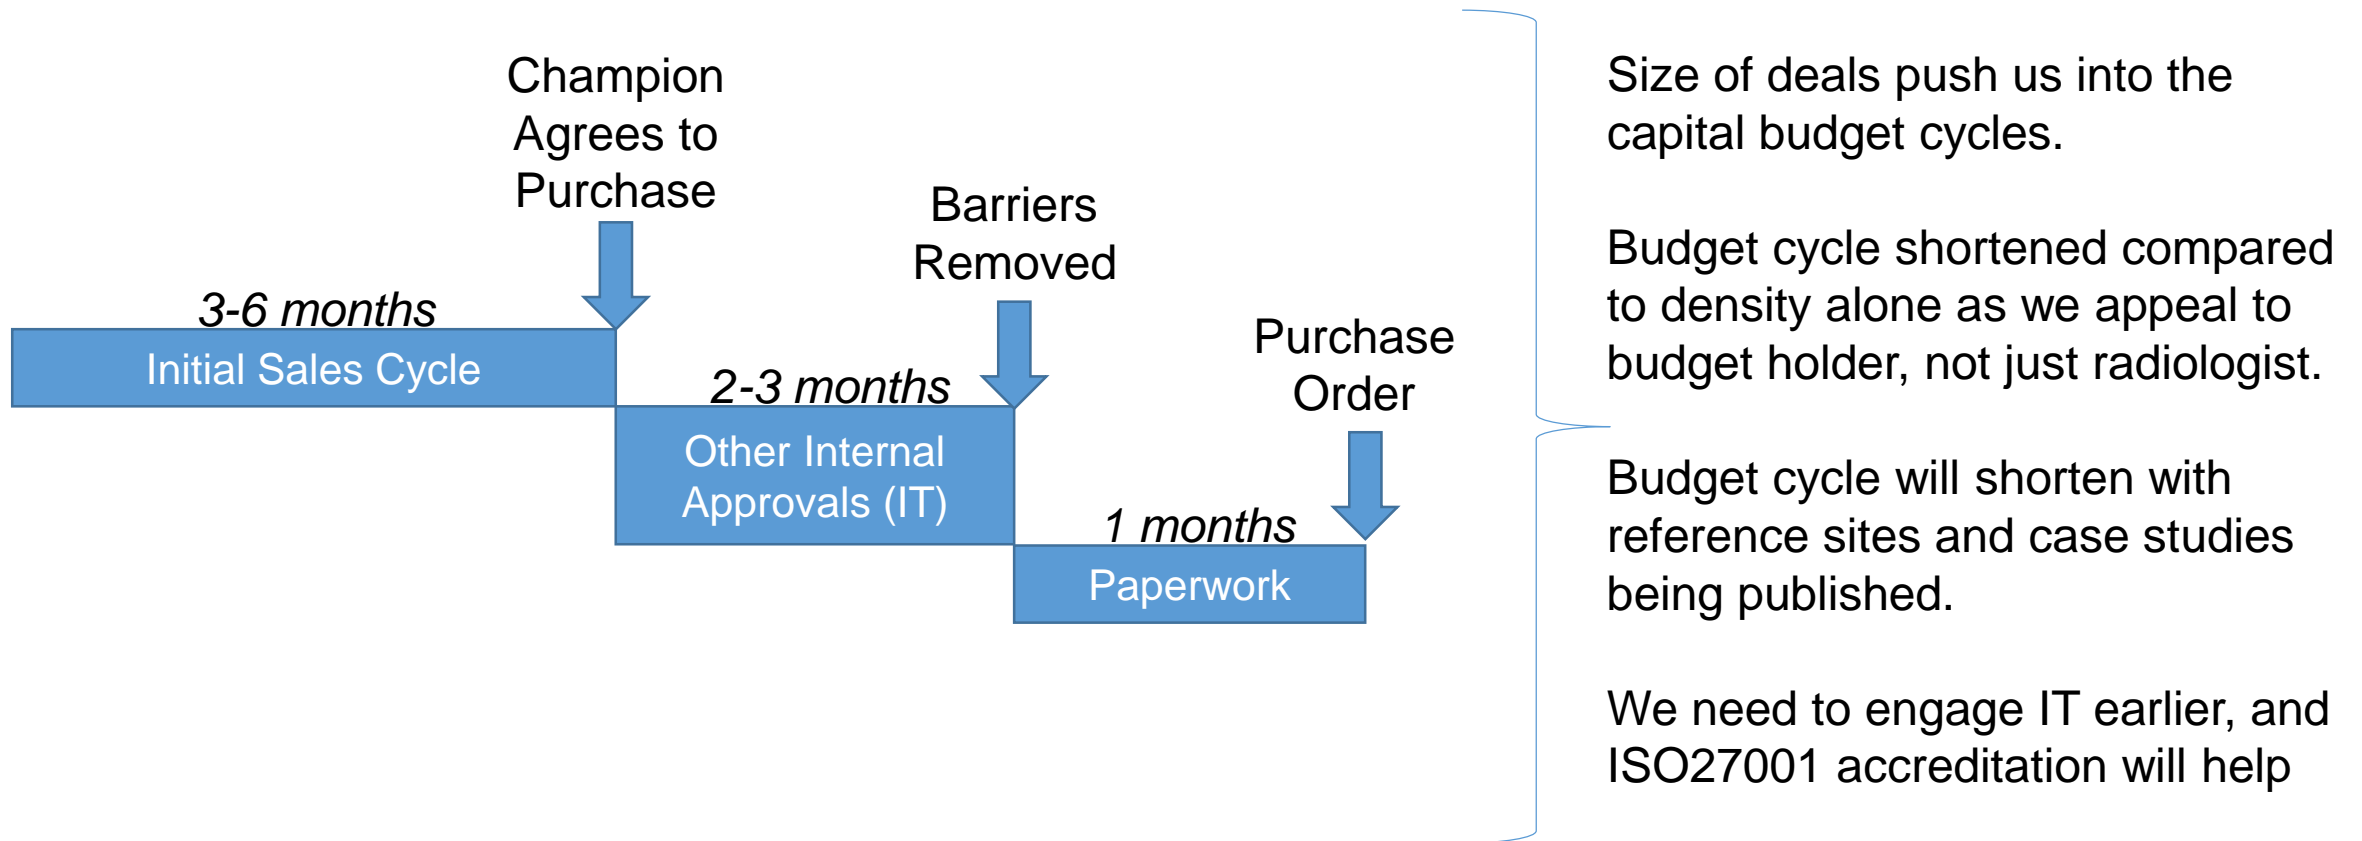 Champion
Agrees to
Purchase
3-6 months
Initial Sales Cycle
Barriers
Removed
2-3 months
Other Internal
Approvals (IT)
Purchase
Order
1 months
Paperwork
Size of deals push us into the
capital budget cycles.
Budget cycle shortened compared
to density alone as we appeal to
budget holder, not just radiologist.
Budget cycle will shorten with
reference sites and case studies
being published.
We need to engage IT earlier, and
ISO27001 accreditation will help